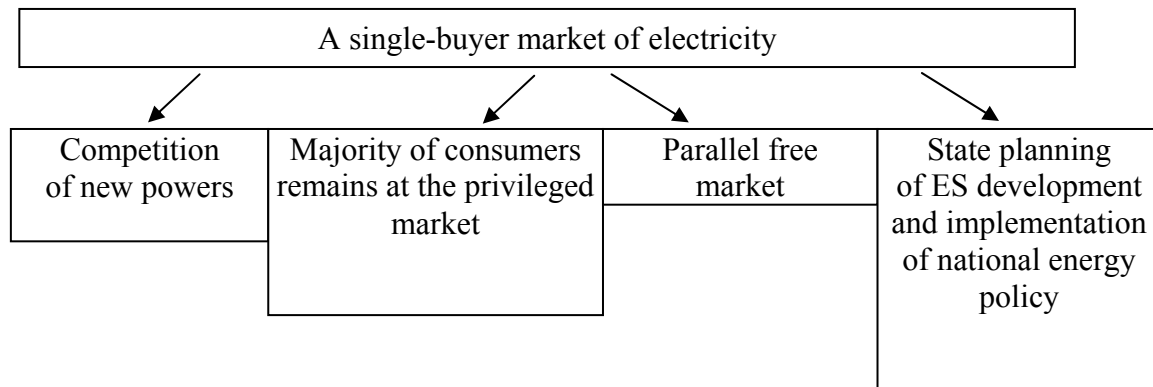 A single-buyer market of electricity
Competition
of new powers
Majority of consumers
remains at the privileged
market
Parallel free
market
State planning
of ES development
and implementation
of national energy
policy